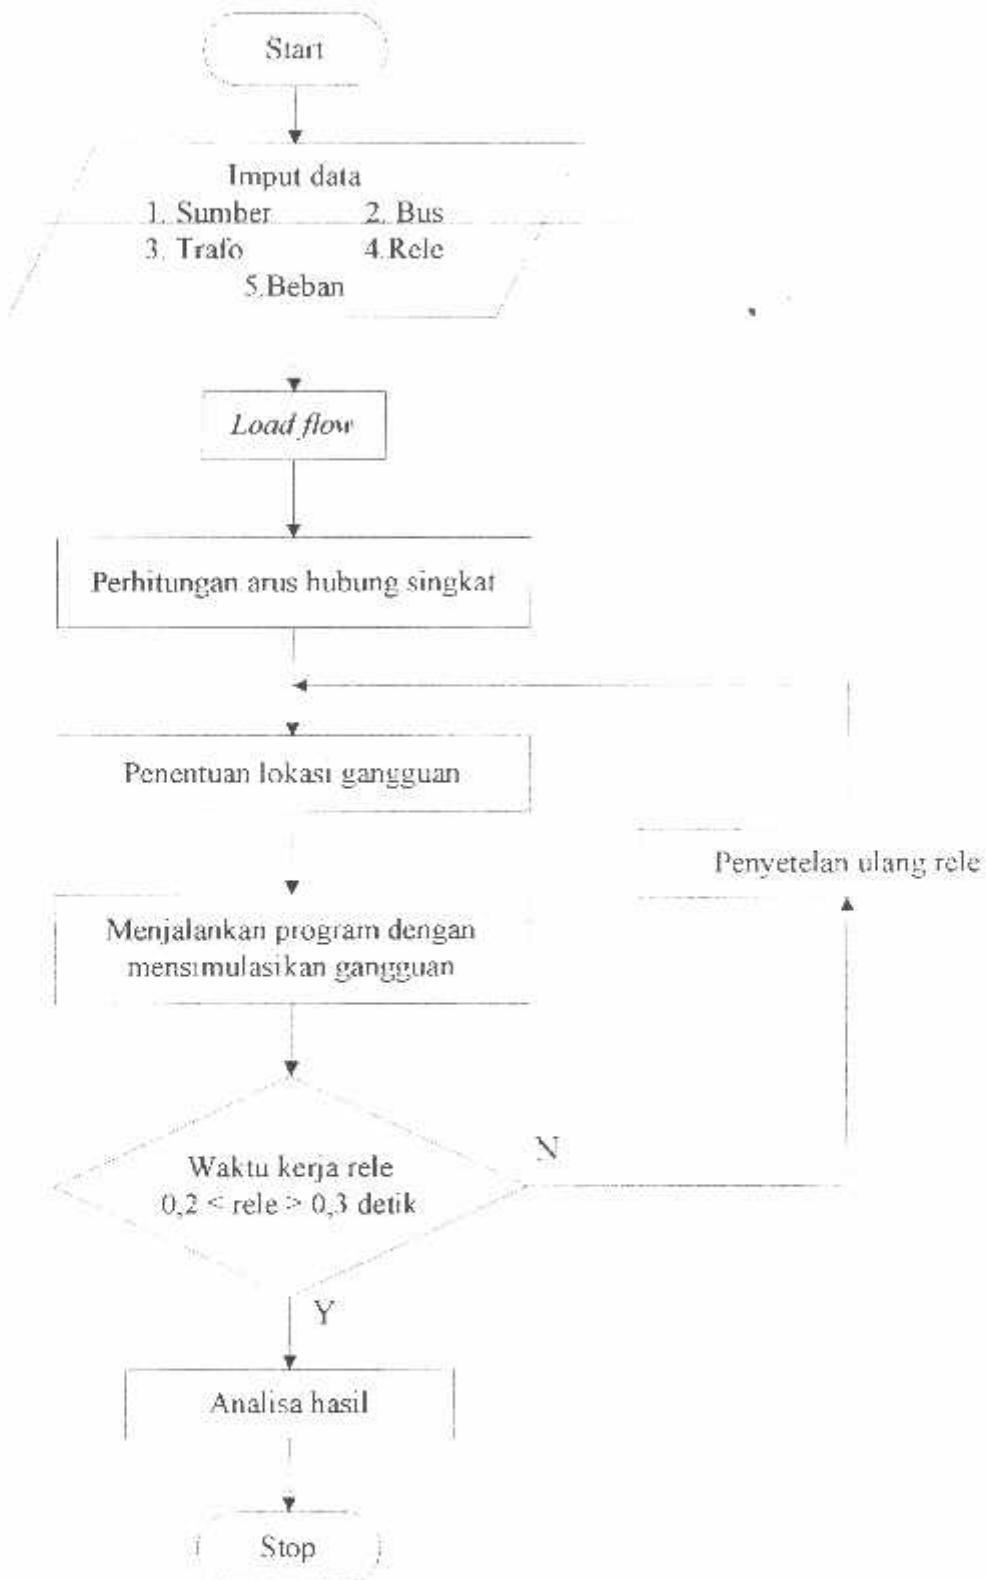 Start
Imput data
1. Sumber 2. Bus
3. Trafo 4.Rele
5.Beban
Load flow
Perhitungan arus hubung singkat
Penentuan lokasi gangguan
Penyetelan ulang rele
Menjalankan program dengan
mensimulasikan gangguan
N
Waktu kerja rele
0,2 < rele > 0,3 detik
Y
Analisa hasil
Stop